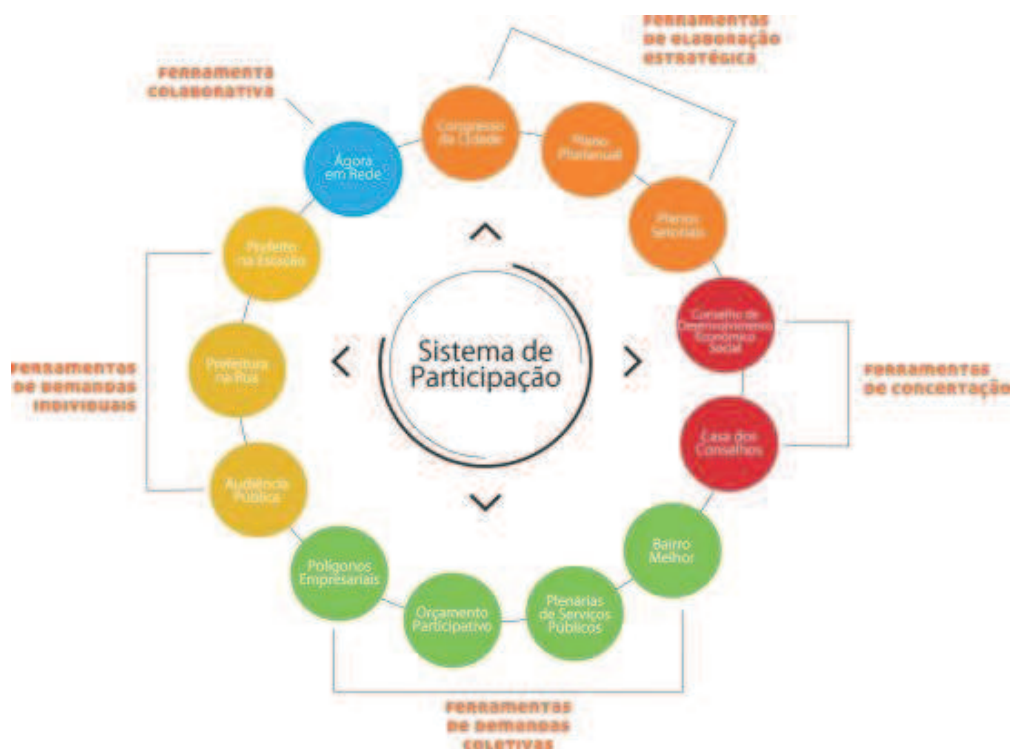 FERRAMENTAS
DE ELABORAÇÃO
ESTRATÉGICA
FERRAMENTA
COLABORATIVA
Congresso
da Cidade
Plano
Plurianual
Ágora
em Rede
Planos
Setoriais
Prefeito
na Estação
Conselho de
Desenvolvimento
Econômico
Social
Sistema de
Participação
Prefeitura
na Rua
FERRAMENTAS
DE DEMANDAS
INDIVIDUAIS
FERRAMENTAS
DE CONCERTAÇÃO
Casa dos
Conselhos
Audiência
Pública
Bairro
Melhor
Polígonos
Empresariais
Orçamento
Participativo
Plenárias
de Serviços
Públicos
FERRAMENTAS
DE DEMANDAS
COLETIVAS